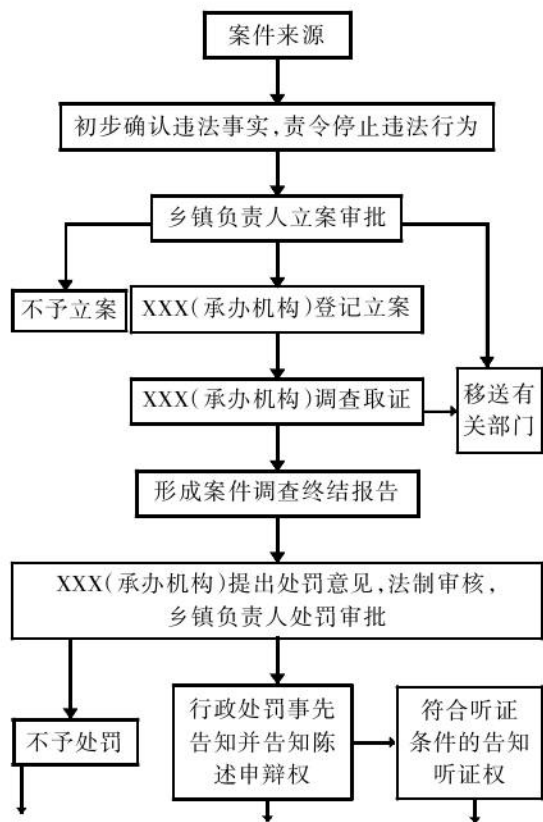 案件来源
初步确认违法事实,责令停止违法行为
乡镇负责人立案审批
不予立案
XXX(承办机构)登记立案
XXX(承办机构)调查取证
移送有
关部门
形成案件调查终结报告
XXX(承办机构)提出处罚意见,法制审核,
乡镇负责人处罚审批
不予处罚
行政处罚事先
告知并告知陈
述申辩权
符合听证
条件的告知
听证权